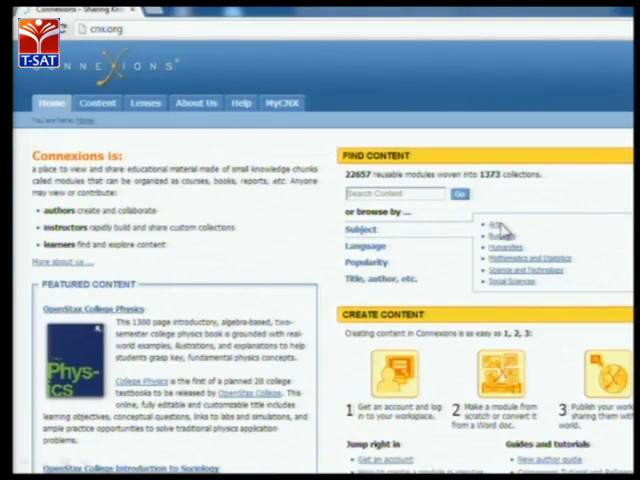 Connexions - Sharing Kno
T-SAT
cnx.org
CONNEXIONS
Home Content Lenses About Us Help MyCNX
You are here: Home
Connexions is:
a place to view and share educational material made of small knowledge chunks
called modules that can be organized as courses, books, reports, etc. Anyone
may view or contribute:
authors create and collaborate
instructors rapidly build and share custom collections
learners find and explore content
More about us ...
FEATURED CONTENT
OpenStax College Physics
This 1300 page introductory, algebra-based, two-
semester college physics book is grounded with real-
world examples, illustrations, and explanations to help
students grasp key, fundamental physics concepts.
Phys-
ics
College Physics is the first of a planned 20 college
textbooks to be released by OpenStax College. This
online, fully editable and customizable title includes
learning objectives, conceptual questions, links to labs and simulations, and
ample practice opportunities to solve traditional physics application
problems.
OpenStax College Introduction to Sociology
FIND CONTENT
22657 reusable modules woven into 1373 collections.
Search Content Go
or browse by ...
Subject
Language
Popularity
Title, author, etc.
Arts
Humanities
Mathematics and Statistics
Science and Technology
Social Sciences
CREATE CONTENT
Creating content in Connexions is as easy as 1, 2, 3:
1 Get an account and log
in to your workspace.
2 Make a module from
scratch or convert it
from a Word doc.
3 Publish your work
sharing them with
world.
Jump right in
Get an account
Guides and tutorials
New author guide